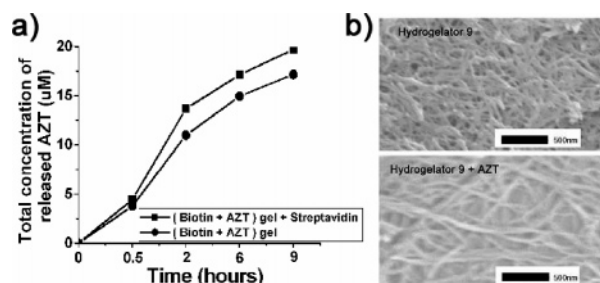 a)
Total concentration of
released AZT (uM)
20
15
10
5
0
( Biotin + AZT ) gel + Streptavidin
( Biotin + AZT ) gel
0
0.5
2
6
9
Time (hours)
b)
Hydrogelator 9
500nm
Hydrogelator 9 + AZT
500nm